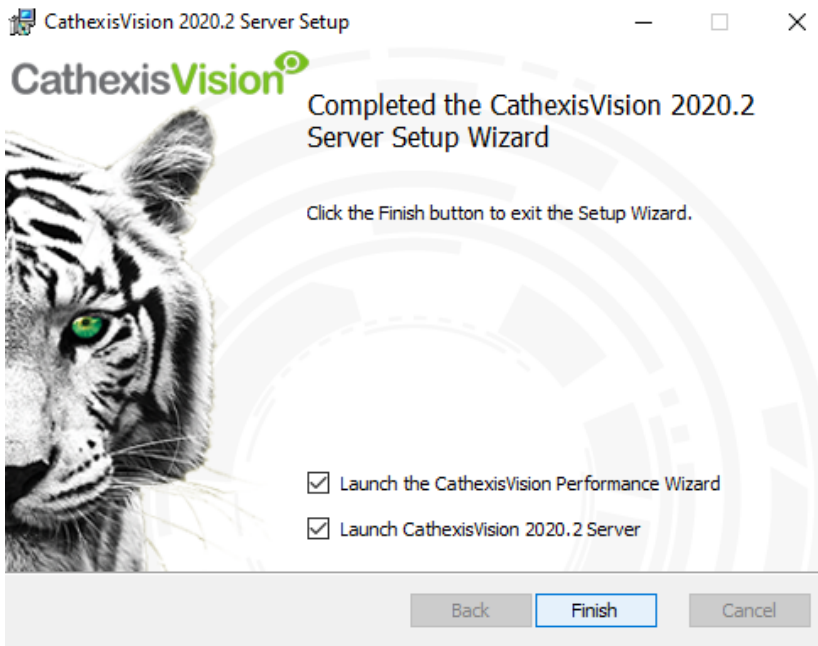 CathexisVision 2020.2 Server Setup
CathexisVision
Completed the CathexisVision 2020.2
Server Setup Wizard
Click the Finish button to exit the Setup Wizard.
Launch the CathexisVision Performance Wizard
Launch CathexisVision 2020.2 Server
Back Finish Cancel